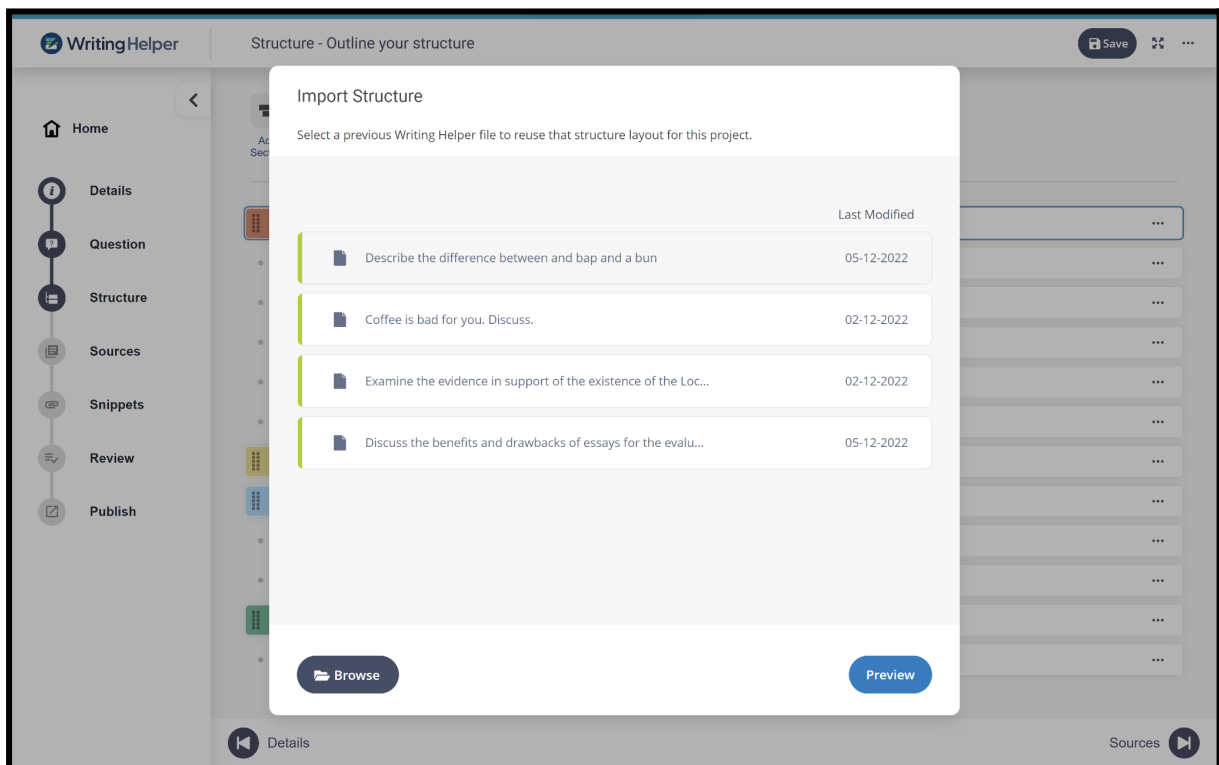 WritingHelper
Structure - Outline your structure
Save
Home
Details
Question
Structure
Sources
Snippets
Review
Publish
Import Structure
Select a previous Writing Helper file to reuse that structure layout for this project.
Last Modified
Describe the difference between and bap and a bun 05-12-2022
Coffee is bad for you. Discuss. 02-12-2022
Examine the evidence in support of the existence of the Loc... 02-12-2022
Discuss the benefits and drawbacks of essays for the evalu... 05-12-2022
Browse
Preview
Details
Sources